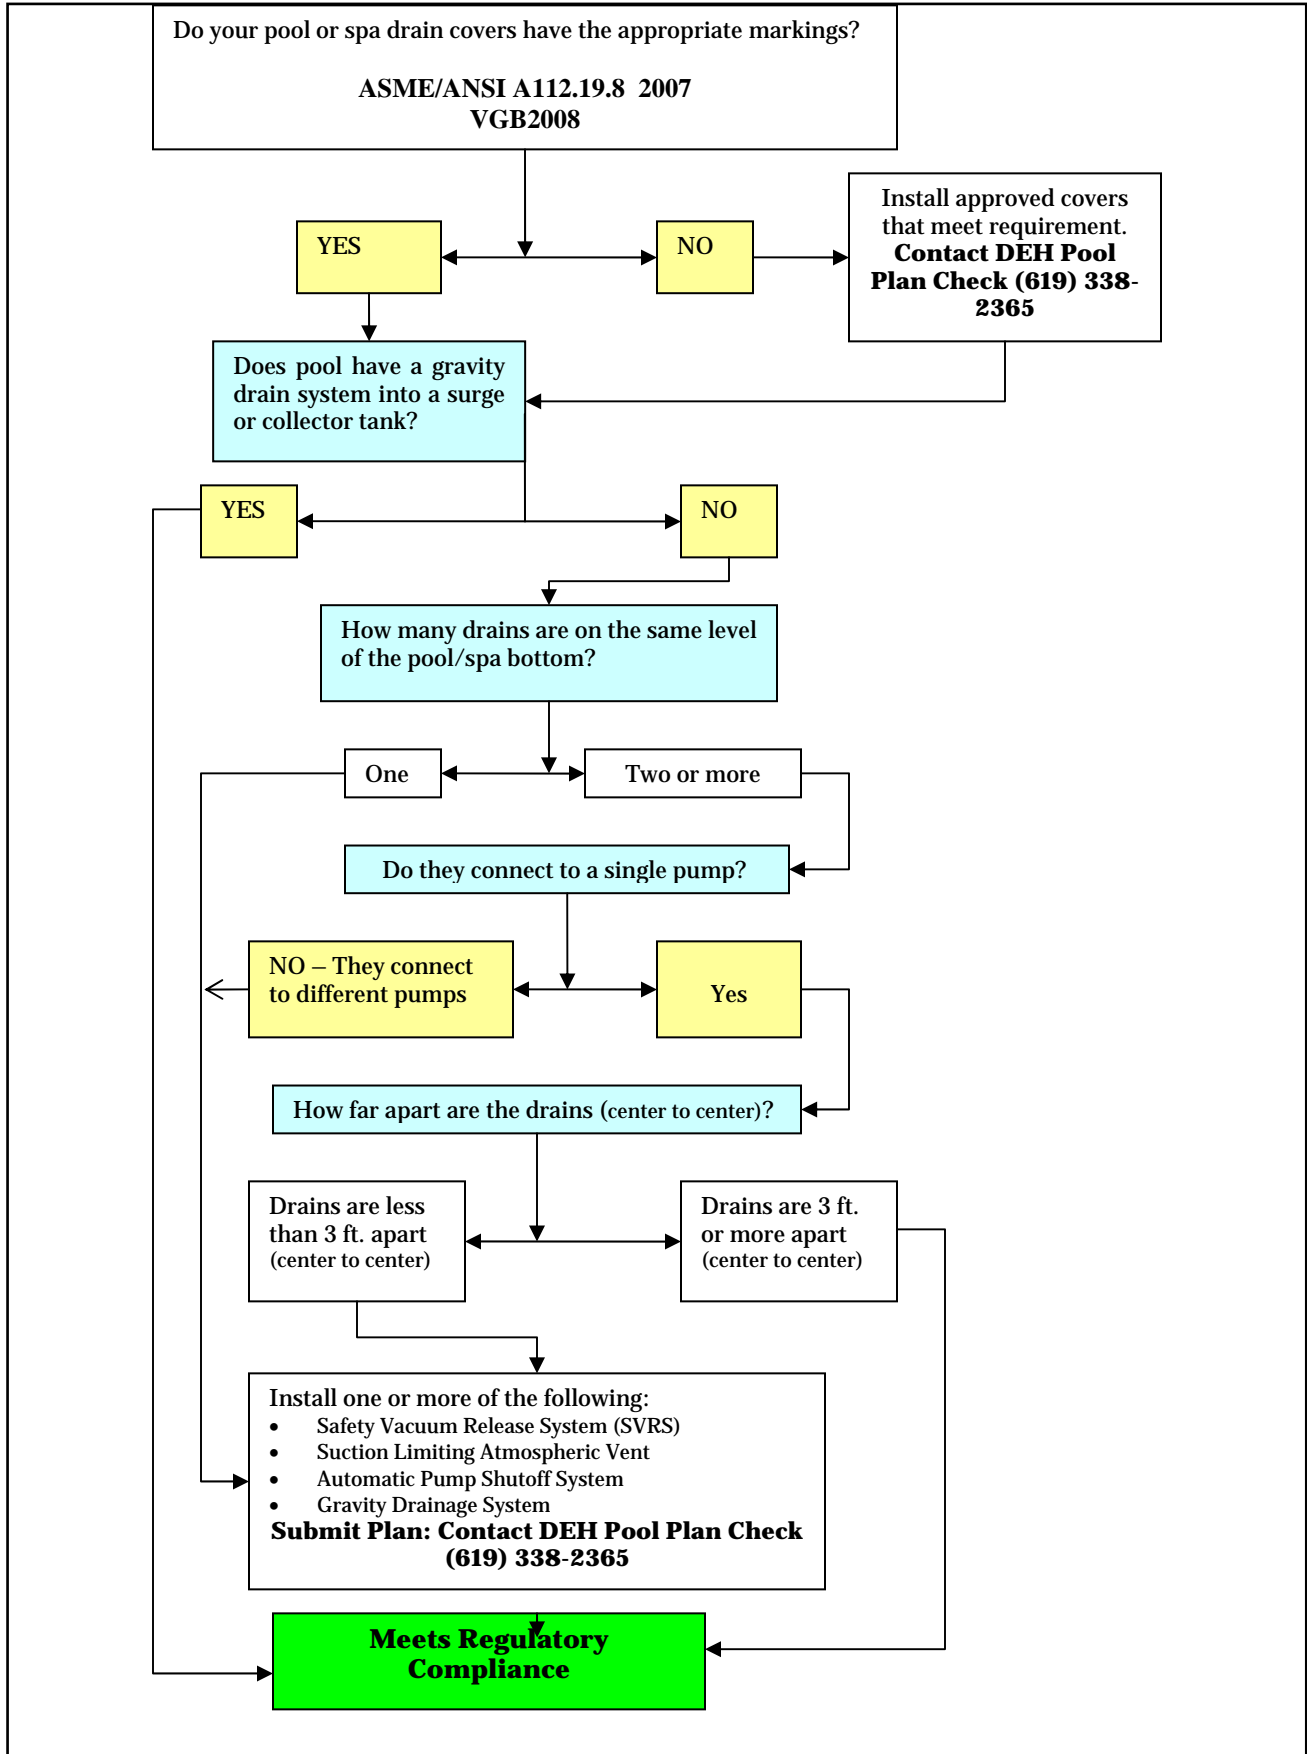 Do your pool or spa drain covers have the appropriate markings?
ASME/ANSI A112.19.8 2007
VGB2008
YES
NO
Install approved covers
that meet requirement.
Contact DEH Pool
Plan Check (619) 338-
2365
Does pool have a gravity
drain system into a surge
or collector tank?
YES
NO
How many drains are on the same level
of the pool/spa bottom?
One
Two or more
Do they connect to a single pump?
NO – They connect
to different pumps
Yes
How far apart are the drains (center to center)?
Drains are less
than 3 ft. apart
(center to center)
Drains are 3 ft.
or more apart
(center to center)
Install one or more of the following:
• Safety Vacuum Release System (SVRS)
• Suction Limiting Atmospheric Vent
• Automatic Pump Shutoff System
• Gravity Drainage System
Submit Plan: Contact DEH Pool Plan Check
(619) 338-2365
Meets Regulatory
Compliance